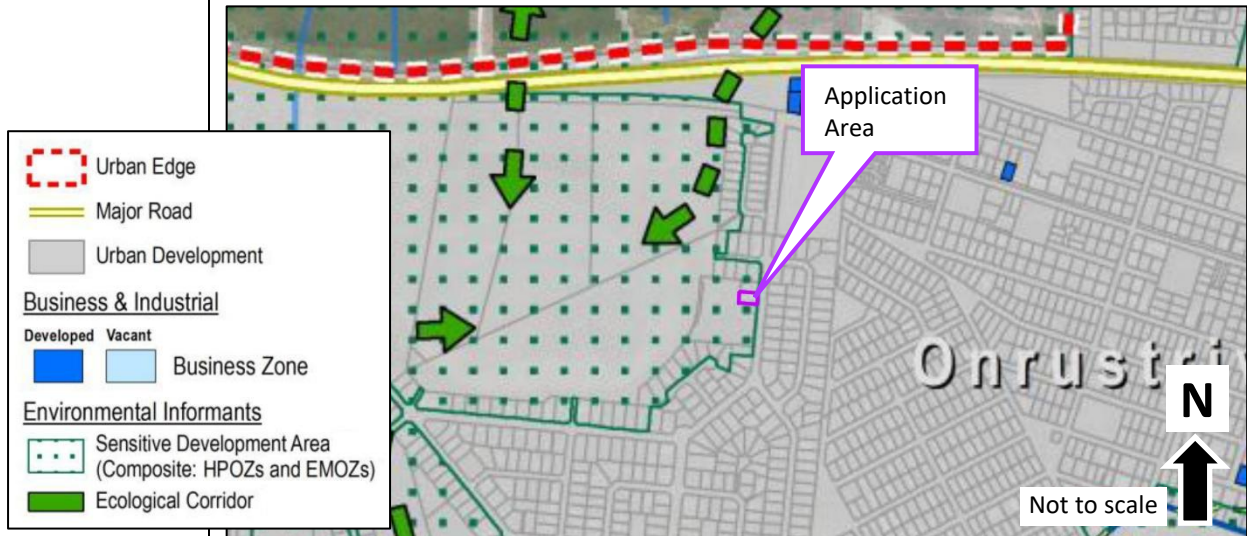 Urban Edge
Major Road
Urban Development
Business & Industrial
Developed Vacant
Business Zone
Environmental Informants
Sensitive Development Area
(Composite: HPOZs and EMOZs)
Ecological Corridor
Application
Area
Onrustri
N
Not to scale